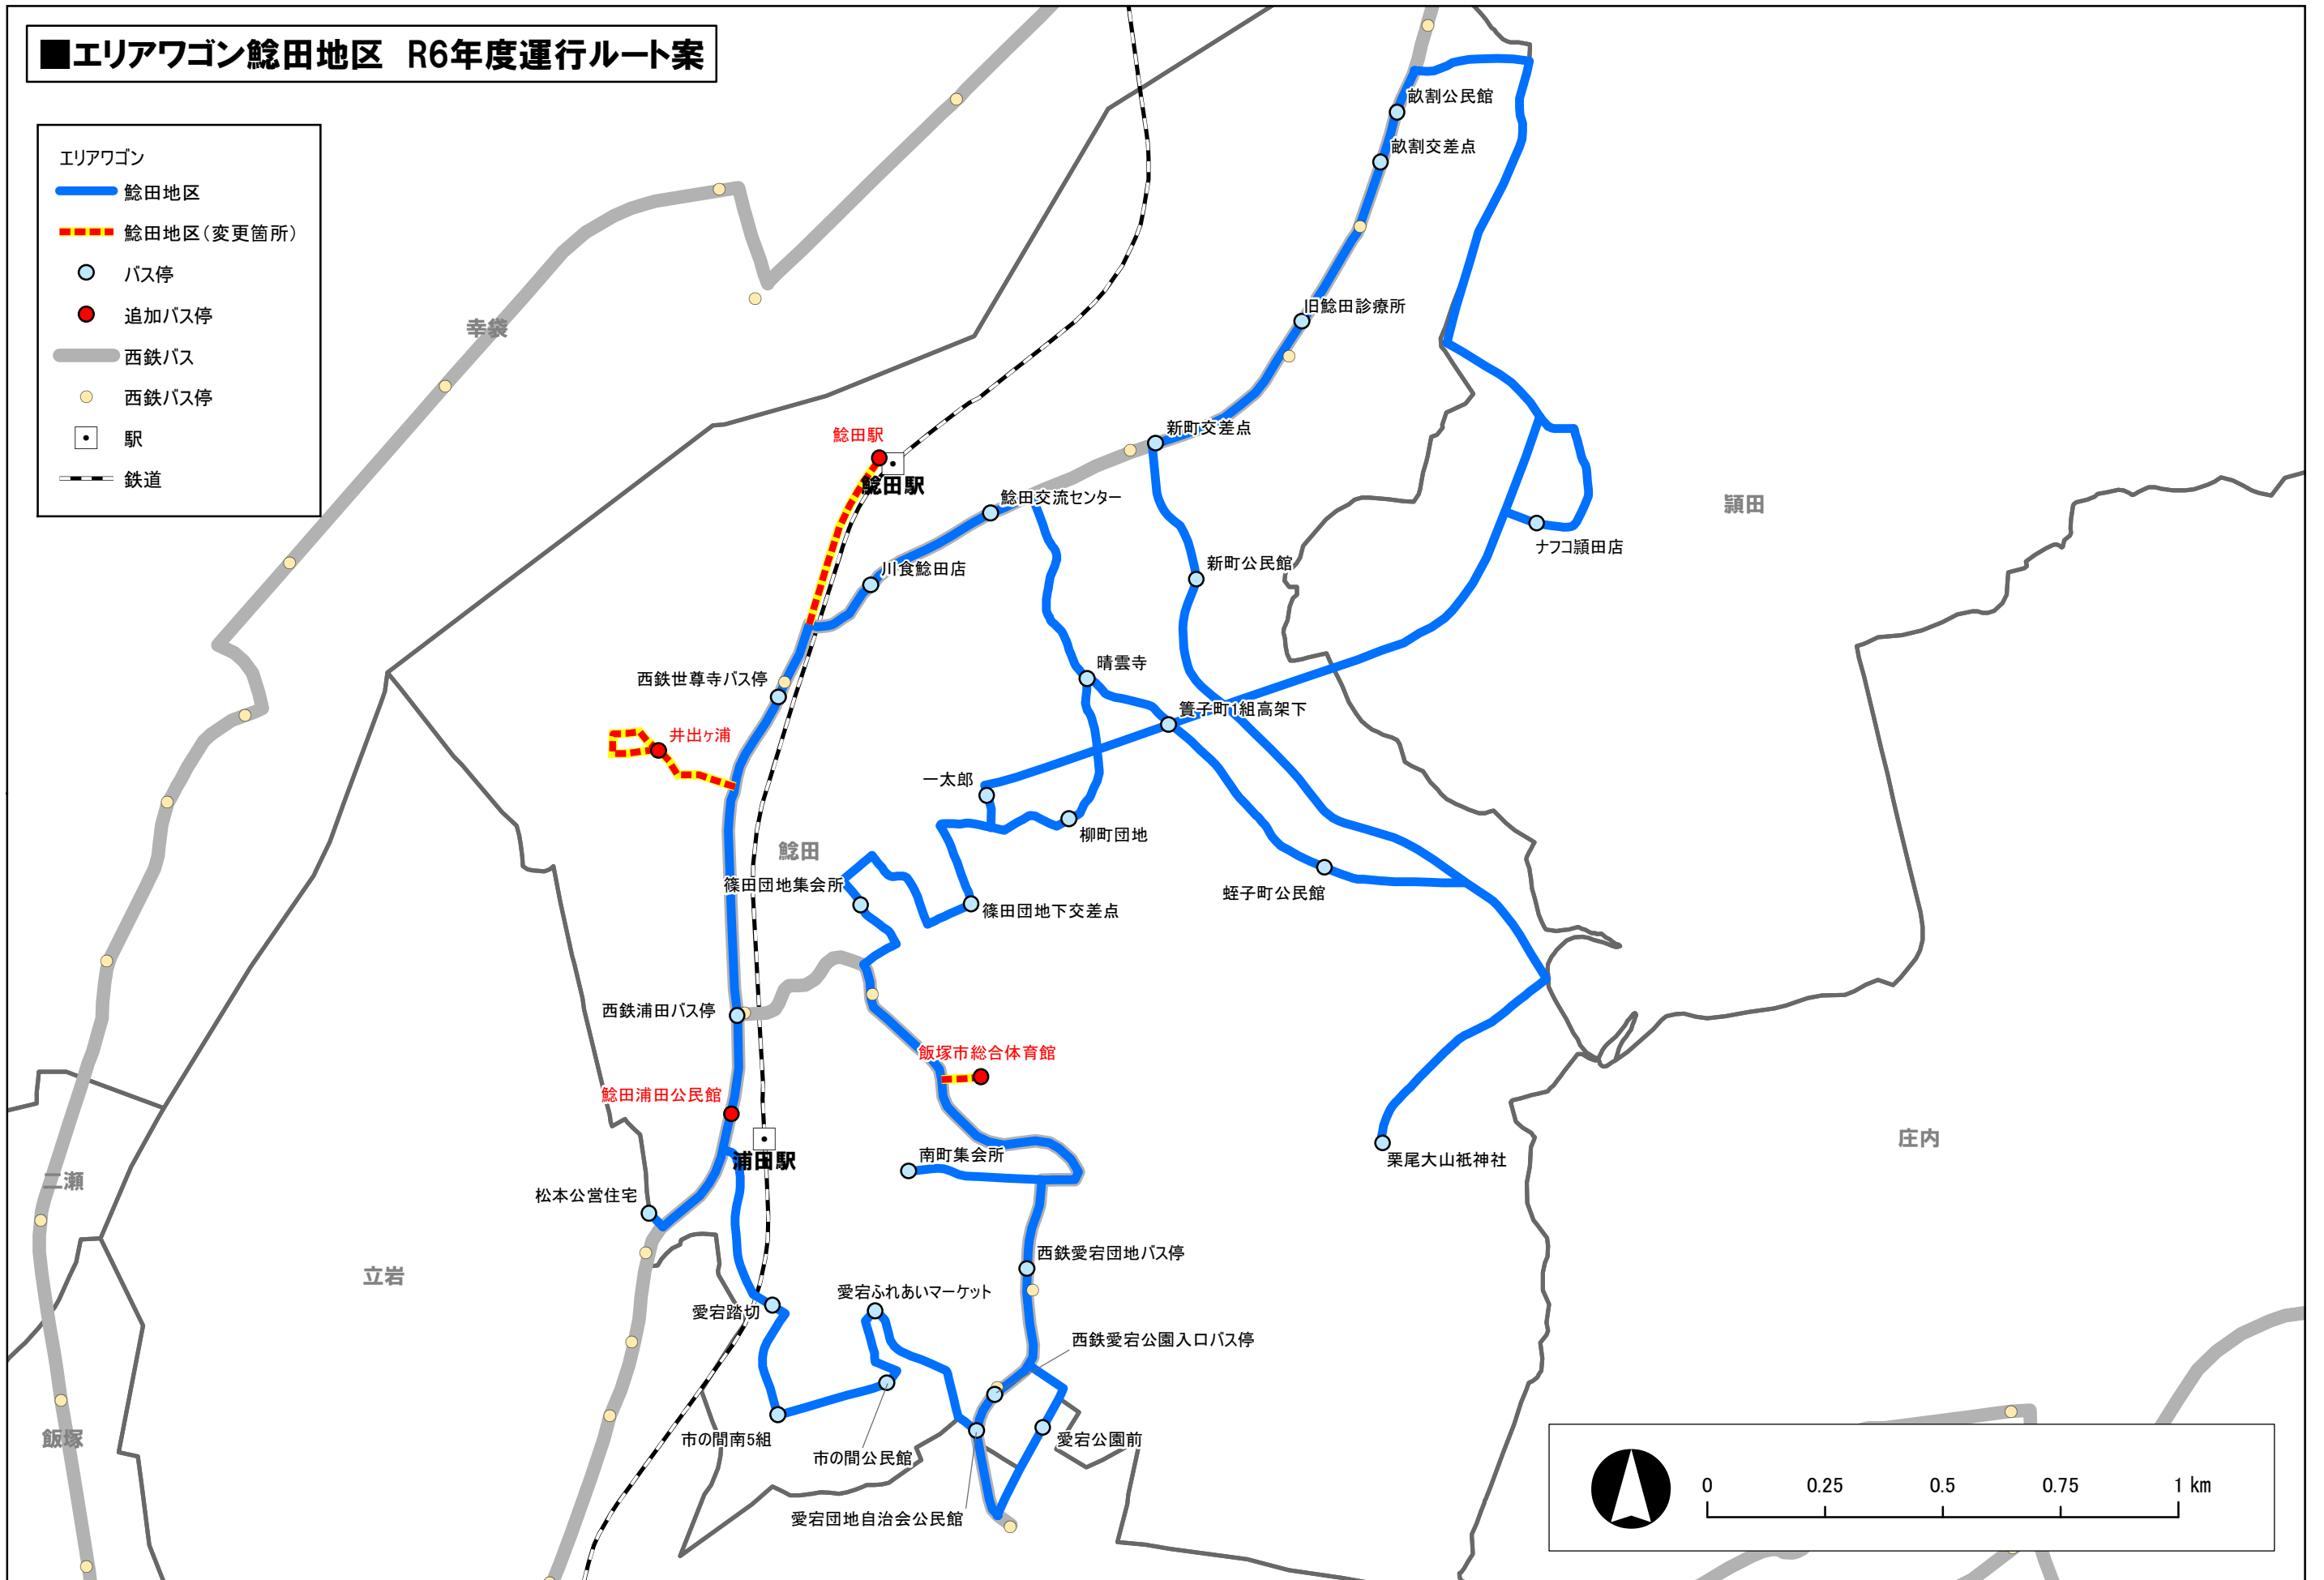 ■エリアワゴン鯰田地区 R6年度運行ルート案
エリアワゴン
鯰田地区
鯰田地区(変更箇所)
バス停
追加バス停
西鉄バス
西鉄バス停
駅
鉄道
畝割公民館
畝割交差点
旧鯰田診療所
幸袋
新町交差点
鯰田駅
鯰田駅
鯰田交流センター
頴田
ナフコ頴田店
川食鯰田店
新町公民館
晴雲寺
西鉄世尊寺バス停
簀子町1組高架下
井出ヶ浦
一太郎
柳町団地
鯰田
篠田団地集会所
蛭子町公民館
篠田団地下交差点
西鉄浦田バス停
飯塚市総合体育館
鯰田浦田公民館
庄内
南町集会所
浦田駅
栗尾大山祇神社
二瀬
松本公営住宅
西鉄愛宕団地バス停
立岩
愛宕ふれあいマーケット
愛宕踏切
西鉄愛宕公園入口バス停
飯塚
市の間南5組
愛宕公園前
市の間公民館
愛宕団地自治会公民館
0 0.25 0.5 0.75 1 km